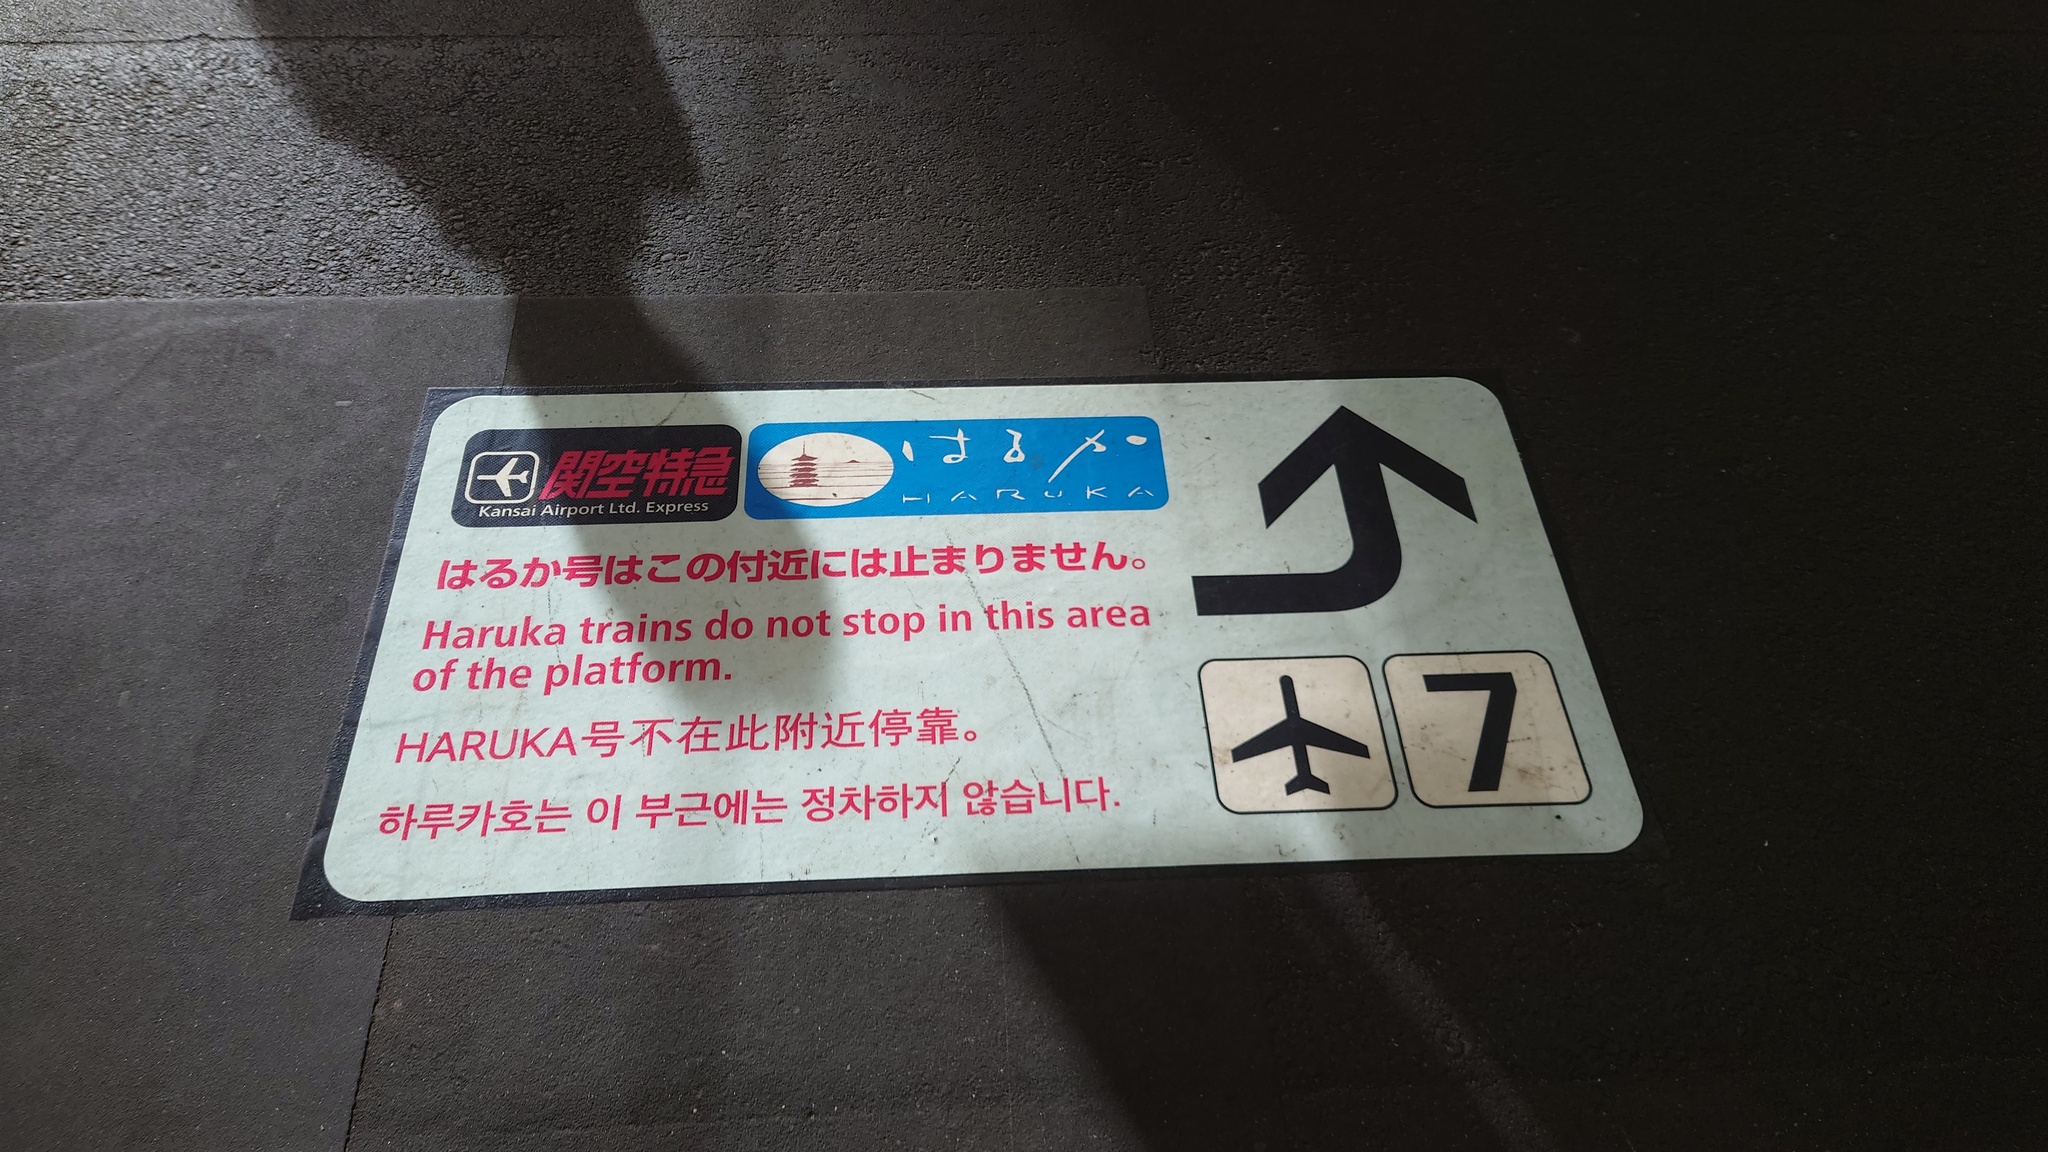 関空特急
Kansai Airport Ltd. Express
はるか
HARUKA
はるか号はこの付近には止まりません。
Haruka trains do not stop in this area
of the platform.
HARUKA号不在此附近停靠。
하루카호는 이 부근에는 정차하지 않습니다.
7